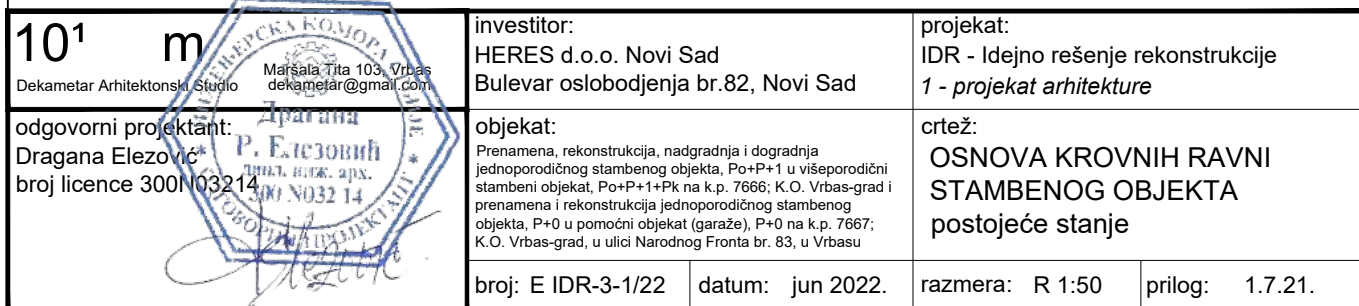 10¹ m
Dekametar Arhitektonski Studio
Maršala Tita 103, Vrbas
dekametar@gmail.com
investitor:
HERES d.o.o. Novi Sad
Bulevar oslobodjenja br.82, Novi Sad
projekat:
IDR - Idejno rešenje rekonstrukcije
1 - projekat arhitekture
odgovorni projektant:
Dragana Elezović
broj licence 300N03214
Драгана
Р. Елезовић
дипл. инж. арх.
300 N032 14
ОДГОВОРНИ ПРОЈЕКТАНТ
objekat:
Prenamena, rekonstrukcija, nadgradnja i dogradnja
jednoporodičnog stambenog objekta, Po+P+1 u višeporodični
stambeni objekat, Po+P+1+Pk na k.p. 7666; K.O. Vrbas-grad i
prenamena i rekonstrukcija jednoporodičnog stambenog
objekta, P+0 u pomoćni objekat (garaže), P+0 na k.p. 7667;
K.O. Vrbas-grad, u ulici Narodnog Fronta br. 83, u Vrbasu
crtež:
OSNOVA KROVNIH RAVNI
STAMBENOG OBJEKTA
postojeće stanje
broj: E IDR-3-1/22
datum: jun 2022.
razmera: R 1:50
prilog: 1.7.21.